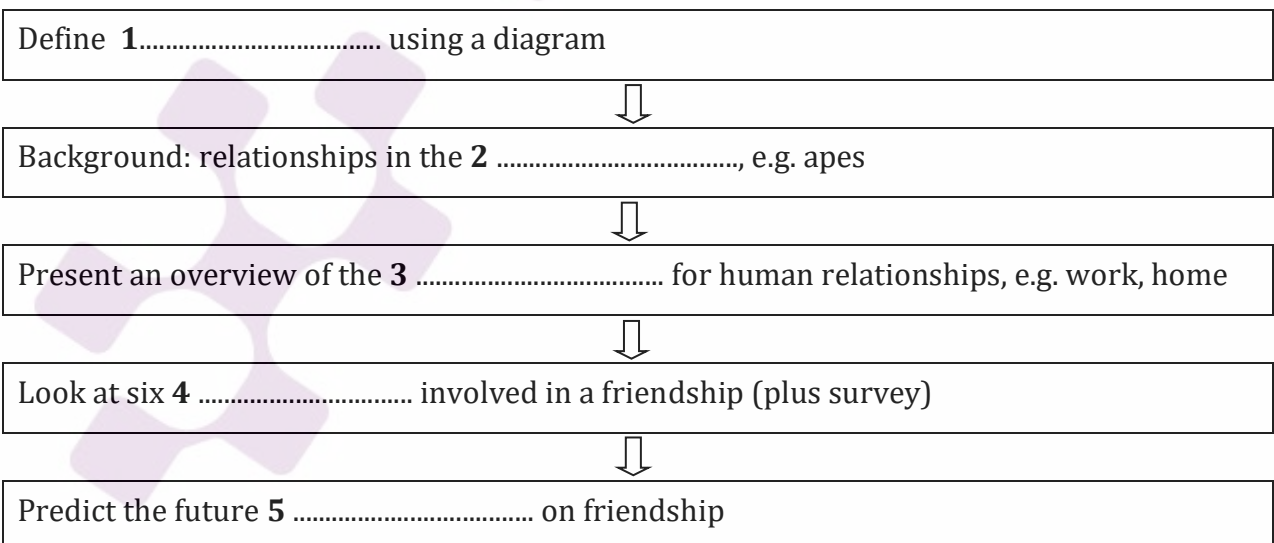 Define 1..................................... using a diagram
Background: relationships in the 2 ....................................., e.g. apes
Present an overview of the 3 ...................................... for human relationships, e.g. work, home
Look at six 4 ................................. involved in a friendship (plus survey)
Predict the future 5 ..................................... on friendship